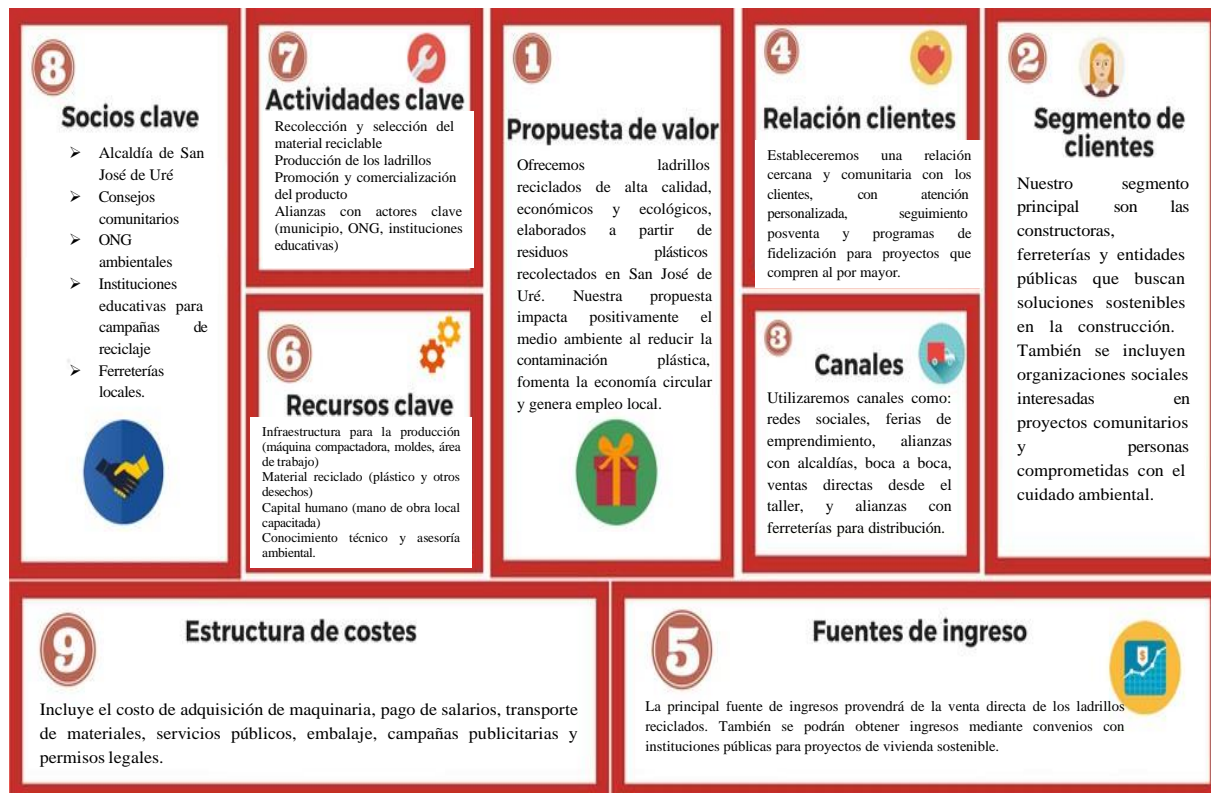 8
Socios clave
➢ Alcaldía de San
José de Uré
➢ Consejos
comunitarios
➢ ONG
ambientales
➢ Instituciones
educativas para
campañas de
reciclaje
➢ Ferreterías
locales.
7
Actividades clave
Recolección y selección del
material reciclable
Producción de los ladrillos
Promoción y comercialización
del producto
Alianzas con actores clave
(municipio, ONG, instituciones
educativas)
6
Recursos clave
Infraestructura para la producción
(máquina compactadora, moldes, área
de trabajo)
Material reciclado (plástico y otros
desechos)
Capital humano (mano de obra local
capacitada)
Conocimiento técnico y asesoría
ambiental.
1
Propuesta de valor
Ofrecemos ladrillos
reciclados de alta calidad,
económicos y ecológicos,
elaborados a partir de
residuos plásticos
recolectados en San José de
Uré. Nuestra propuesta
impacta positivamente el
medio ambiente al reducir la
contaminación plástica,
fomenta la economía circular
y genera empleo local.
4
Relación clientes
Estableceremos una relación
cercana y comunitaria con los
clientes, con atención
personalizada, seguimiento
posventa y programas de
fidelización para proyectos que
compren al por mayor.
3
Canales
Utilizaremos canales como:
redes sociales, ferias de
emprendimiento, alianzas
con alcaldías, boca a boca,
ventas directas desde el
taller, y alianzas con
ferreterías para distribución.
2
Segmento de
clientes
Nuestro segmento
principal son las
constructoras,
ferreterías y entidades
públicas que buscan
soluciones sostenibles
en la construcción.
También se incluyen
organizaciones sociales
interesadas en
proyectos comunitarios
y personas
comprometidas con el
cuidado ambiental.
9
Estructura de costes
Incluye el costo de adquisición de maquinaria, pago de salarios, transporte
de materiales, servicios públicos, embalaje, campañas publicitarias y
permisos legales.
5
Fuentes de ingreso
$
La principal fuente de ingresos provendrá de la venta directa de los ladrillos
reciclados. También se podrán obtener ingresos mediante convenios con
instituciones públicas para proyectos de vivienda sostenible.